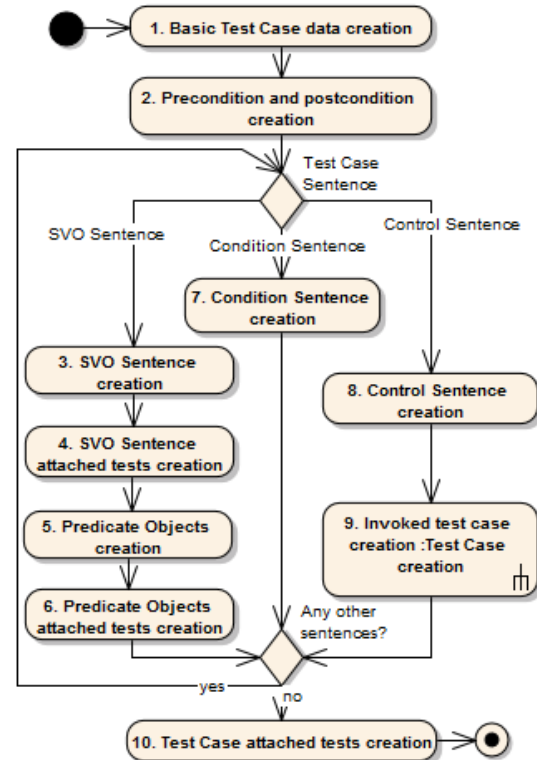 1. Basic Test Case data creation
2. Precondition and postcondition
creation
Test Case
Sentence
SVO Sentence
Condition Sentence
Control Sentence
7. Condition Sentence
creation
3. SVO Sentence
creation
8. Control Sentence
creation
4. SVO Sentence
attached tests creation
5. Predicate Objects
creation
9. Invoked test case
creation :Test Case
creation
6. Predicate Objects
attached tests creation
Any other
sentences?
yes
no
10. Test Case attached tests creation